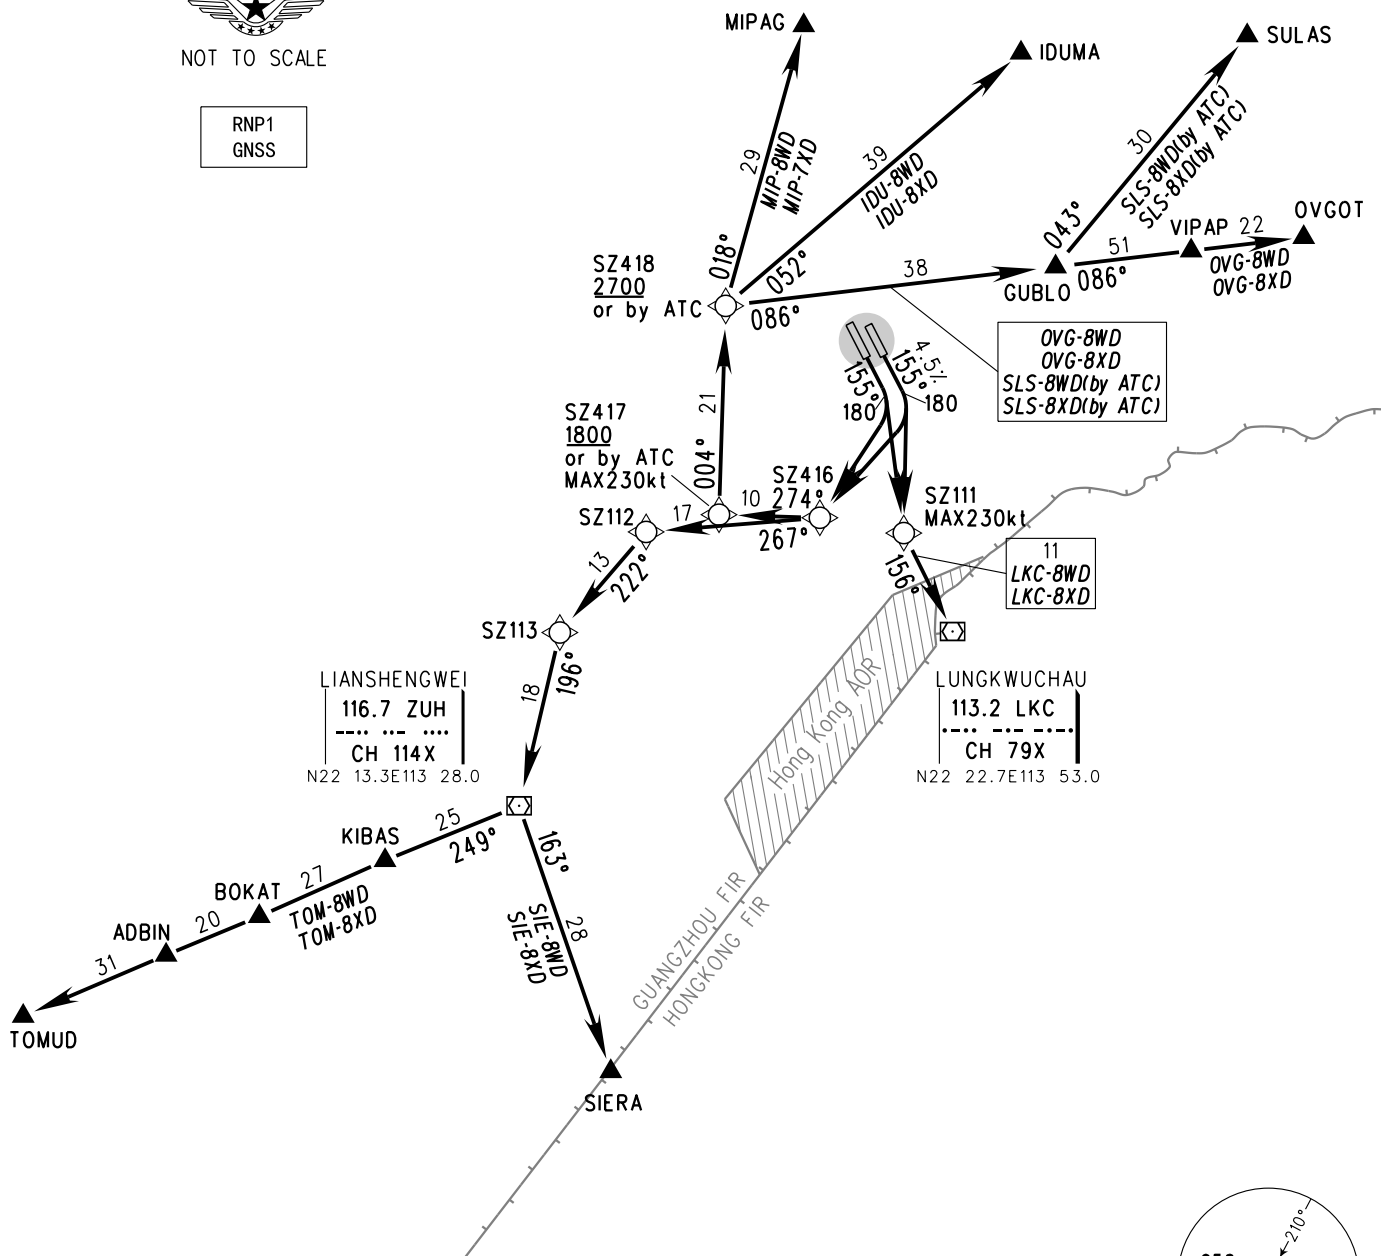 NOT TO SCALE
RNP1
GNSS
MIPAG
IDUMA
SULAS
29
MIP-8WD
MIP-7XD
39
IDU-8WD
IDU-8XD
30
SLS-8WD(by ATC)
SLS-8XD(by ATC)
018°
052°
043°
SZ418
2700
or by ATC
086°
38
GUBLO
086°
51
VIPAP
22
OVGOT
OVG-8WD
OVG-8XD
OVG-8WD
OVG-8XD
SLS-8WD(by ATC)
SLS-8XD(by ATC)
4.5%
155°
155°
180
180
21
004°
SZ417
1800
or by ATC
MAX230kt
SZ416
274°
10
17
267°
SZ112
SZ111
MAX230kt
11
LKC-8WD
LKC-8XD
156°
13
222°
SZ113
196°
18
LIANSHENGWEI
116.7 ZUH
--·· ··- ····
CH 114X
N22 13.3E113 28.0
LUNGKWUCHAU
113.2 LKC
·-·· -·- -·-·
CH 79X
N22 22.7E113 53.0
Hong Kong AOR
KIBAS
25
249°
163°
BOKAT
27
TOM-8WD
TOM-8XD
ADBIN
20
31
TOMUD
28
SIE-8WD
SIE-8XD
SIERA
GUANGZHOU FIR
HONGKONG FIR
210°